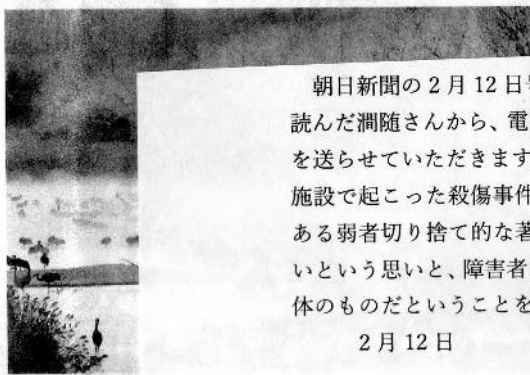 朝日新聞の2月12日
読んだ澗随さんから、電
を送らせていただきます
施設で起こった殺傷事件
ある弱者切り捨て的な著
いという思いと、障害者
体のものだということを
2月12日